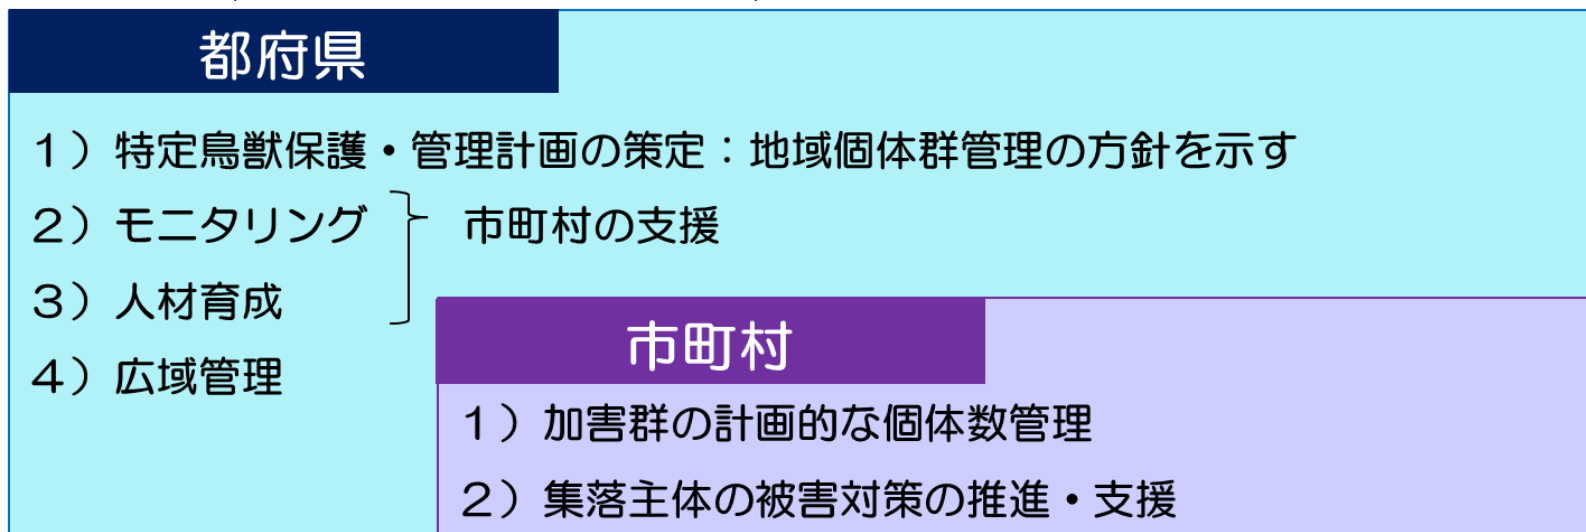 都府県
１）特定鳥獣保護・管理計画の策定：地域個体群管理の方針を示す
２）モニタリング 市町村の支援
３）人材育成
４）広域管理
市町村
１）加害群の計画的な個体数管理
２）集落主体の被害対策の推進・支援